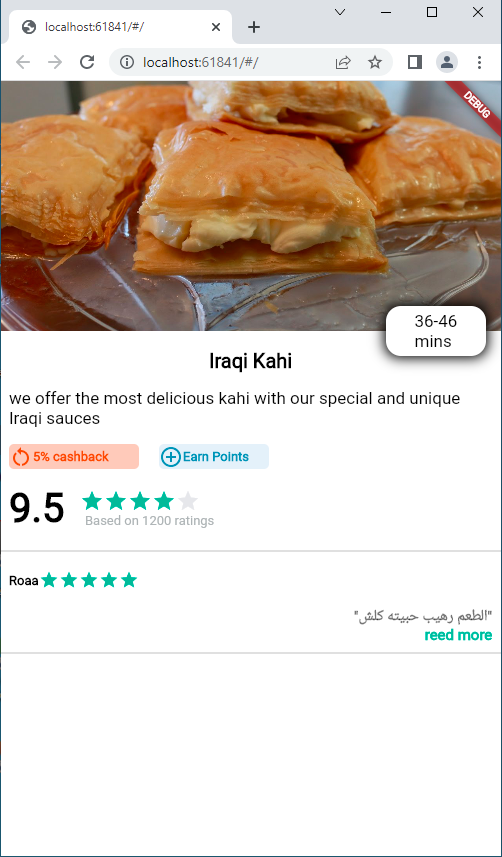 localhost:61841/#/
localhost:61841/#/
DEBUG
36-46
mins
Iraqi Kahi
we offer the most delicious kahi with our special and unique
Iraqi sauces
5% cashback
Earn Points
9.5
Based on 1200 ratings
Roaa
"الطعم رهيب حبيته كلش"
reed more